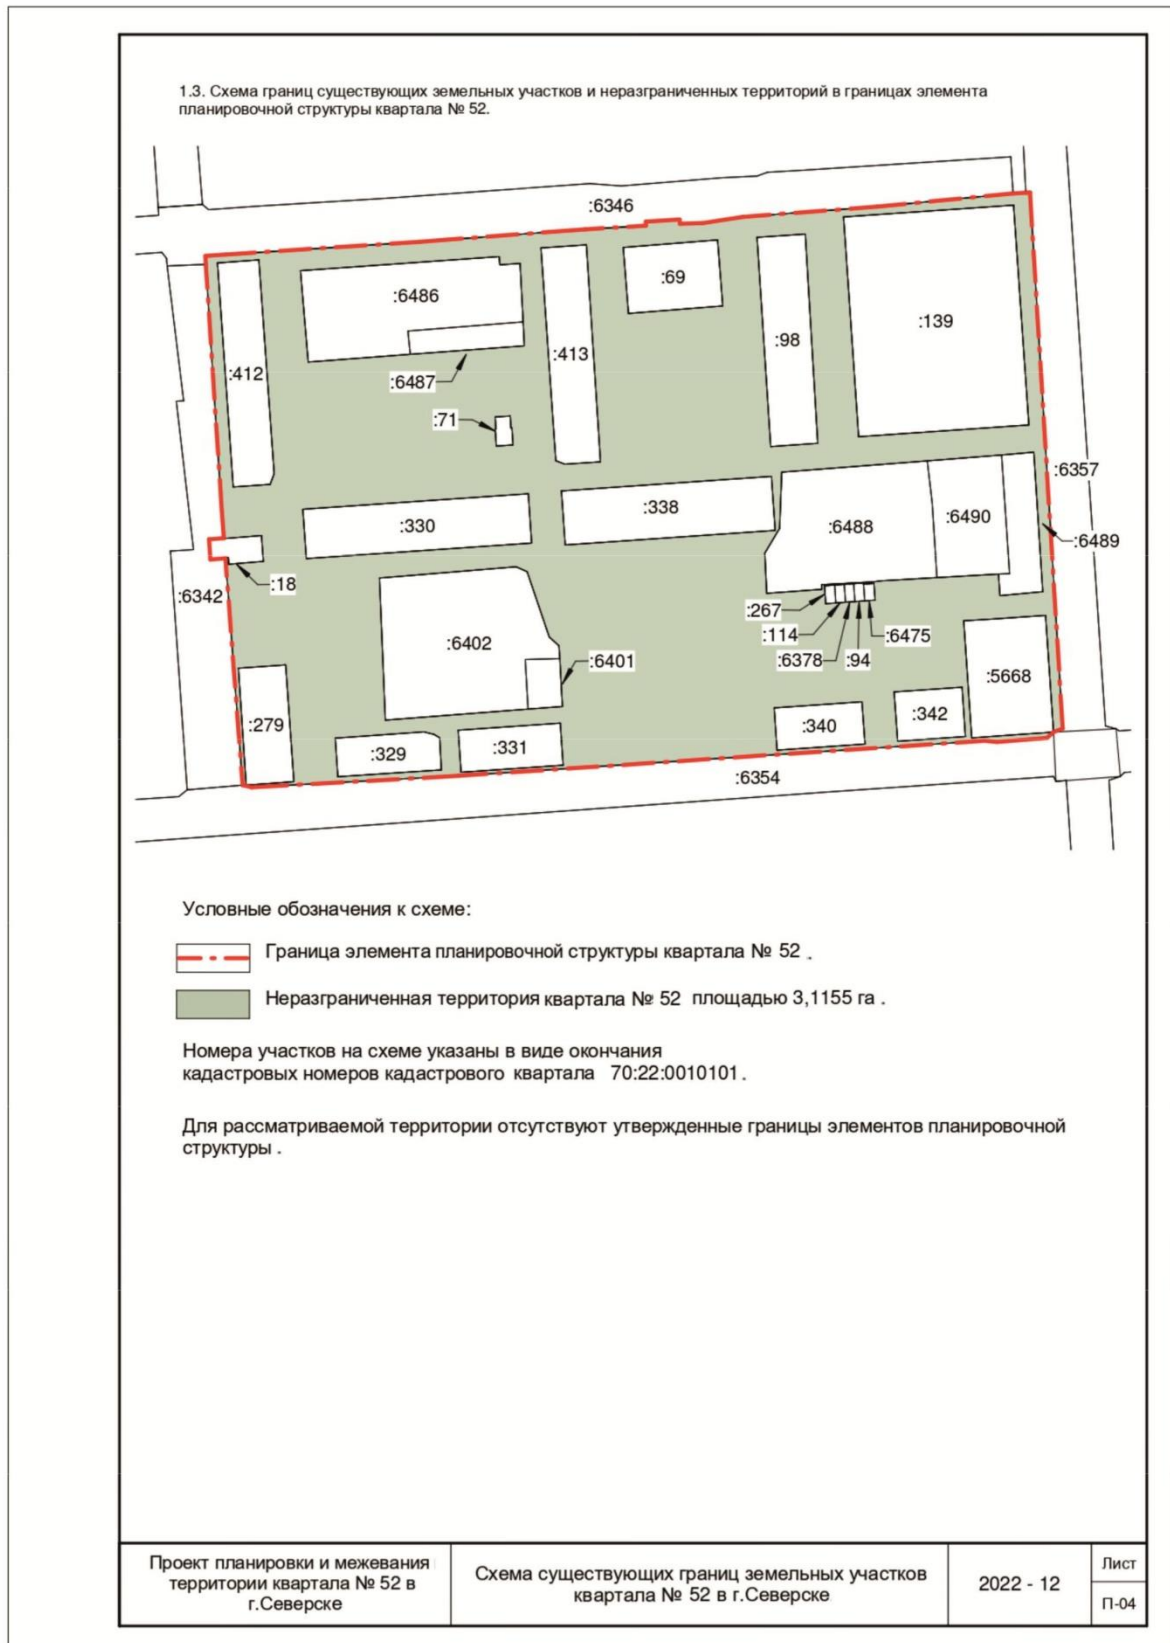 1.3. Схема границ существующих земельных участков и неразграниченных территорий в границах элемента
планировочной структуры квартала № 52.
:6346
:6486
:69
:139
:98
:413
:412
:6487
:71
:6357
:338
:330
:6488
:6490
:6489
:18
:6342
:267
:114
:6475
:6378
:94
:6402
:6401
:5668
:279
:340
:342
:329
:331
:6354
Условные обозначения к схеме:
Граница элемента планировочной структуры квартала № 52 .
Неразграниченная территория квартала № 52 площадью 3,1155 га .
Номера участков на схеме указаны в виде окончания
кадастровых номеров кадастрового квартала 70:22:0010101 .
Для рассматриваемой территории отсутствуют утвержденные границы элементов планировочной
структуры .
Проект планировки и межевания
территории квартала № 52 в
г.Северске
Схема существующих границ земельных участков
квартала № 52 в г.Северске
2022 - 12
Лист
П-04